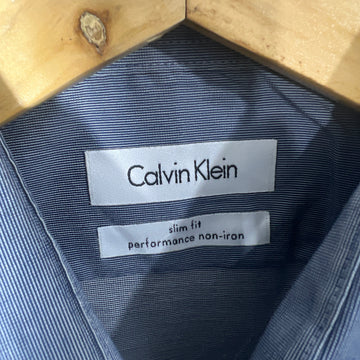 Calvin Klein
slim fit
performance non-iron